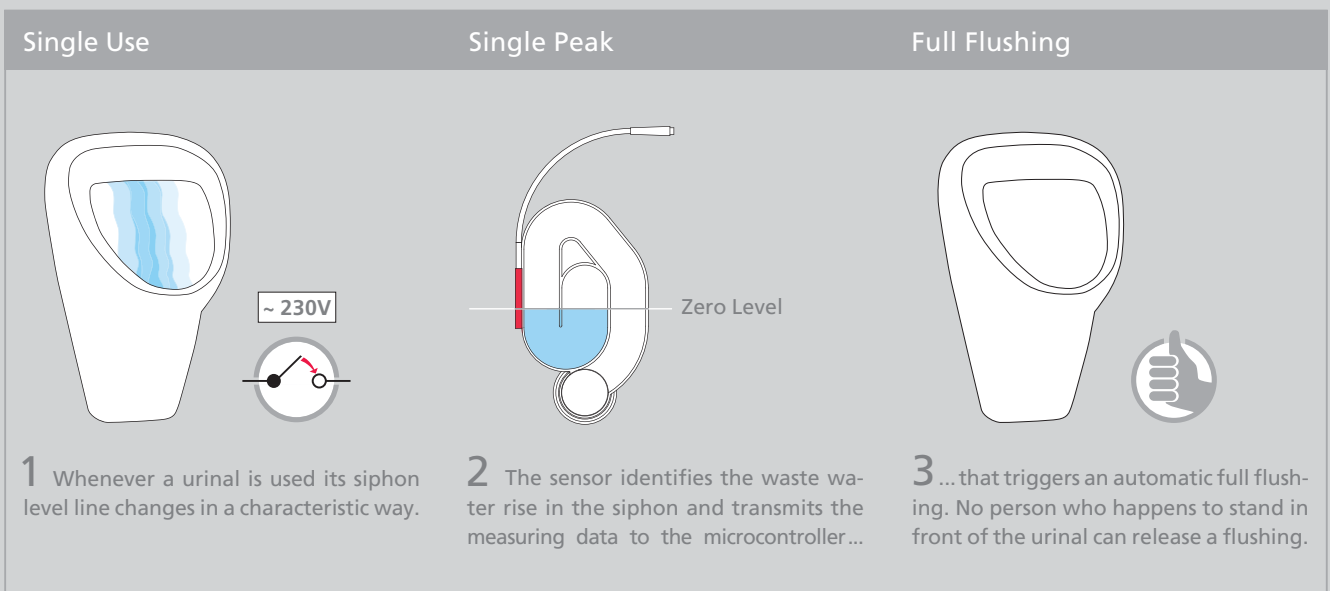 Single Use
Single Peak
Full Flushing
~ 230V
Zero Level
1 Whenever a urinal is used its siphon
level line changes in a characteristic way.
2 The sensor identifies the waste wa-
ter rise in the siphon and transmits the
measuring data to the microcontroller...
3 ... that triggers an automatic full flush-
ing. No person who happens to stand in
front of the urinal can release a flushing.